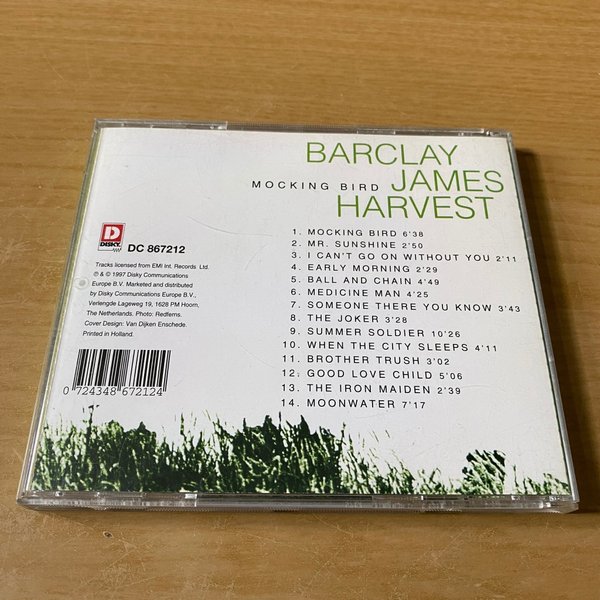 BARCLAY
MOCKING BIRD JAMES
HARVEST
D
DISKY
DC 867212
Tracks licensed from EMI Int. Records Ltd.
℗ & © 1997 Disky Communications
Europe B.V. Marketed and distributed
by Disky Communications Europe B.V.,
Verlengde Lageweg 19, 1628 PM Hoorn.
The Netherlands. Photo: Redferns.
Cover Design: Van Dijken Enschede.
Printed in Holland.
0 724348 672124
1. MOCKING BIRD 6'38
2. MR. SUNSHINE 2'50
3. I CAN'T GO ON WITHOUT YOU 2'11
4. EARLY MORNING 2'29
5. BALL AND CHAIN 4'49
6. MEDICINE MAN 4'25
7. SOMEONE THERE YOU KNOW 3'43
8. THE JOKER 3'28
9. SUMMER SOLDIER 10'26
10. WHEN THE CITY SLEEPS 4'11
11. BROTHER TRUSH 3'02
12. GOOD LOVE CHILD 5'06
13. THE IRON MAIDEN 2'39
14. MOONWATER 7'17